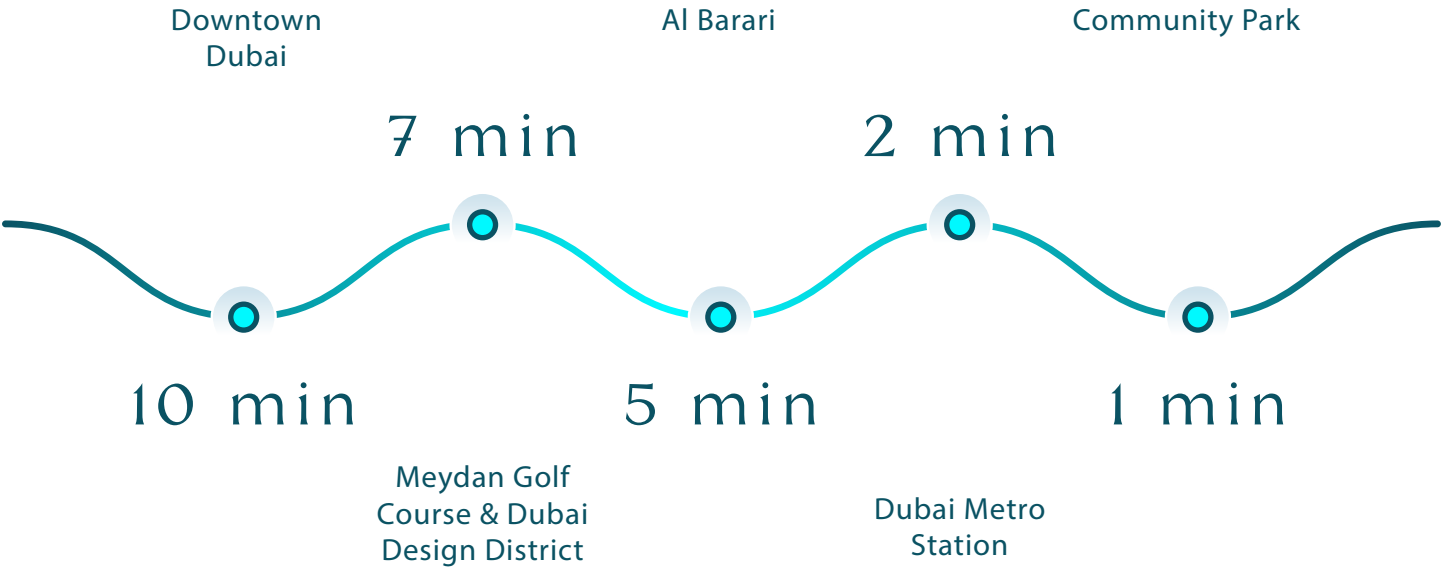 Downtown
Dubai
Al Barari
Community Park
7 min
2 min
10 min
5 min
1 min
Meydan Golf
Course & Dubai
Design District
Dubai Metro
Station